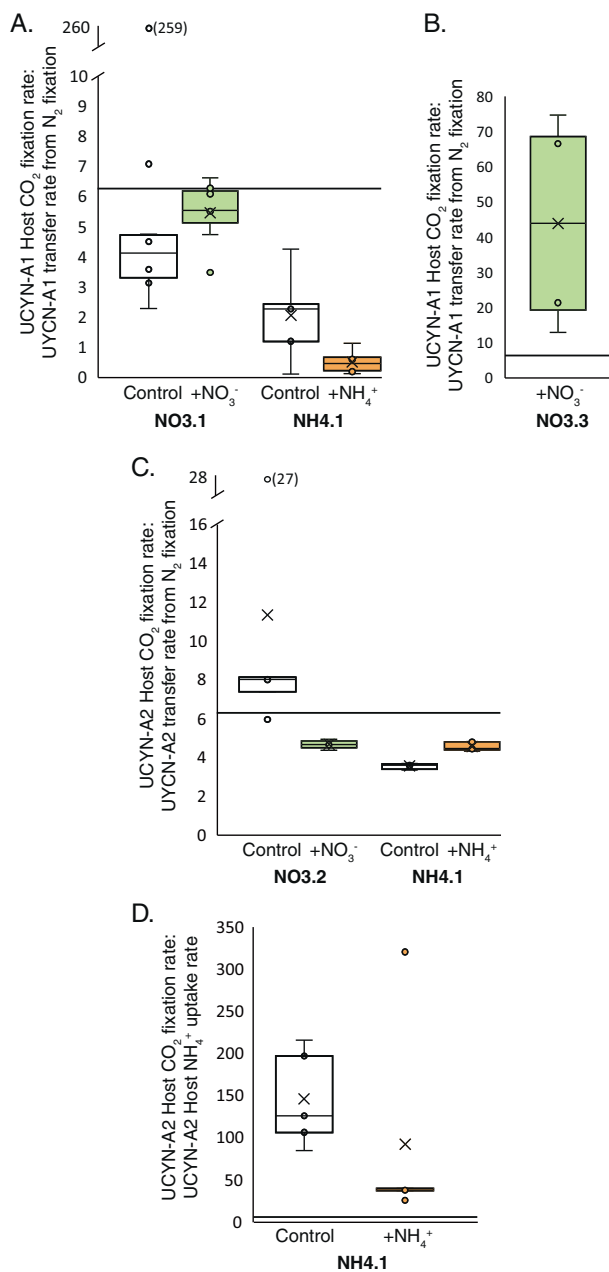 A.
UCYN-A1 Host CO₂ fixation rate:
UYCN-A1 transfer rate from N₂ fixation
260
(259)
10
9
8
7
6
5
4
3
2
1
0
Control +NO₃⁻ Control +NH₄⁺
NO3.1 NH4.1
B.
UCYN-A1 Host CO₂ fixation rate:
UYCN-A1 transfer rate from N₂ fixation
80
70
60
50
40
30
20
10
0
+NO₃⁻
NO3.3
C.
UCYN-A2 Host CO₂ fixation rate:
UYCN-A2 transfer rate from N₂ fixation
28
(27)
16
14
12
10
8
6
4
2
0
Control +NO₃⁻ Control +NH₄⁺
NO3.2 NH4.1
D.
UCYN-A2 Host CO₂ fixation rate:
UCYN-A2 Host NH₄⁺ uptake rate
350
300
250
200
150
100
50
0
Control +NH₄⁺
NH4.1